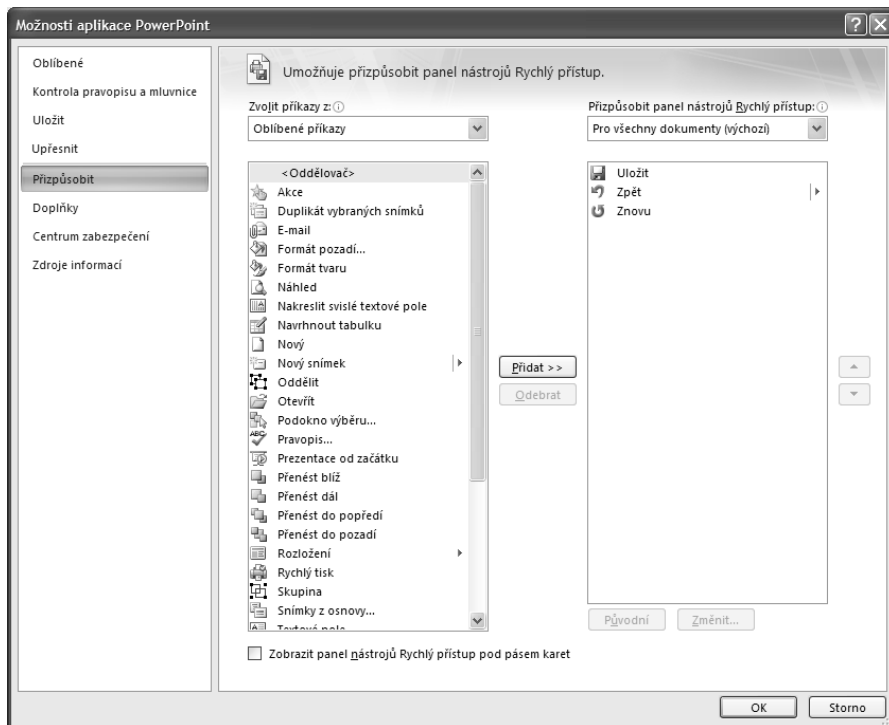 Možnosti aplikace PowerPoint
Oblíbené
Kontrola pravopisu a mluvnice
Uložit
Upřesnit
Přizpůsobit
Doplňky
Centrum zabezpečení
Zdroje informací
Umožňuje přizpůsobit panel nástrojů Rychlý přístup.
Zvolit příkazy z:
Oblíbené příkazy
<Oddělovač>
Akce
Duplikát vybraných snímků
E-mail
Formát pozadí...
Formát tvaru
Náhled
Nakreslit svislé textové pole
Navrhnout tabulku
Nový
Nový snímek
Oddělit
Otevřít
Podokno výběru...
Pravopis...
Prezentace od začátku
Přenést blíž
Přenést dál
Přenést do popředí
Přenést do pozadí
Rozložení
Rychlý tisk
Skupina
Snímky z osnovy...
Textové pole
Přidat >>
Odebrat
Přizpůsobit panel nástrojů Rychlý přístup:
Pro všechny dokumenty (výchozí)
Uložit
Zpět
Znovu
Původní
Změnit...
Zobrazit panel nástrojů Rychlý přístup pod pásem karet
OK
Storno